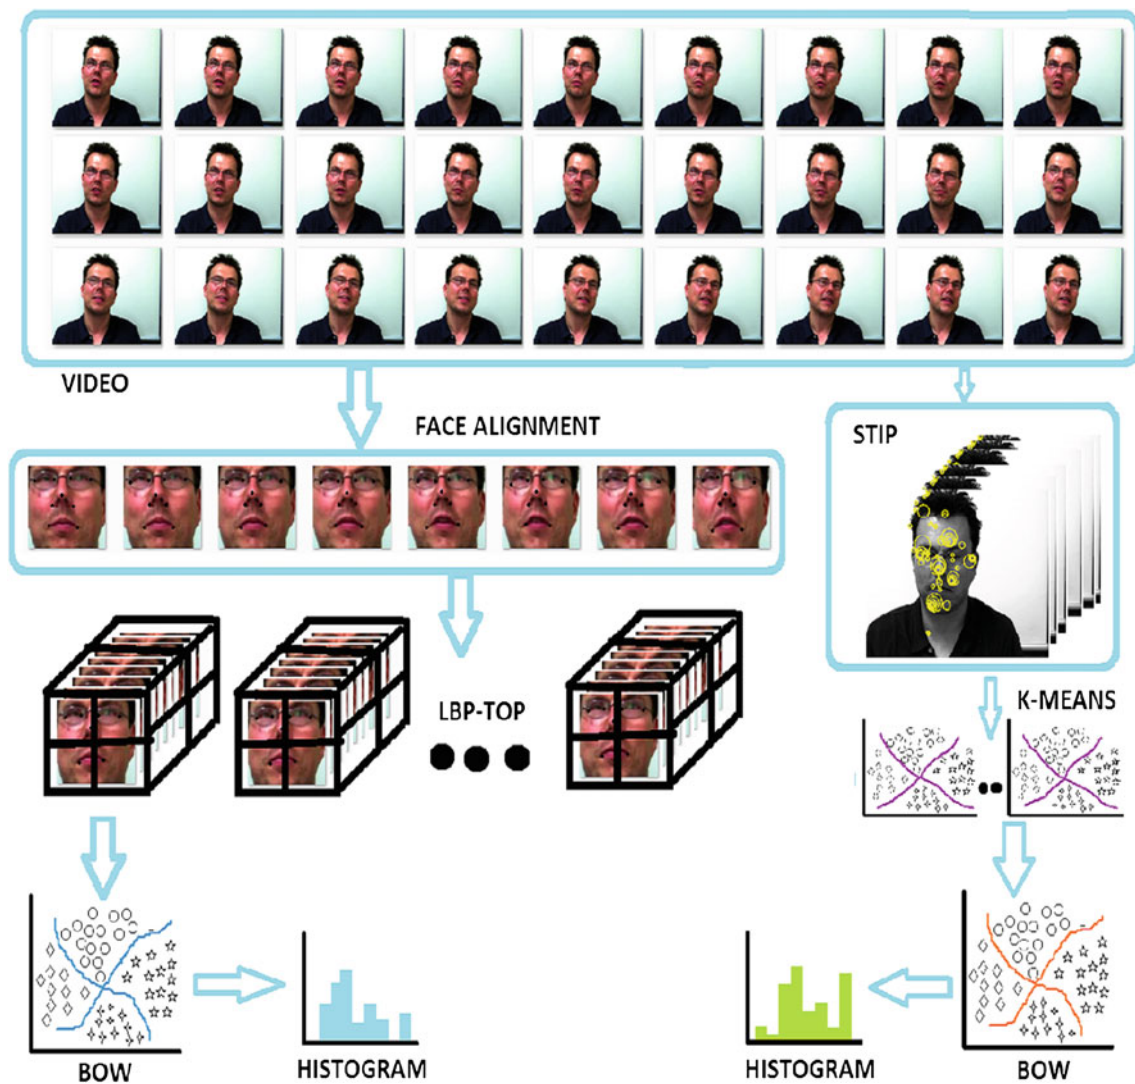 VIDEO
FACE ALIGNMENT
STIP
LBP-TOP
K-MEANS
BOW
HISTOGRAM
HISTOGRAM
BOW